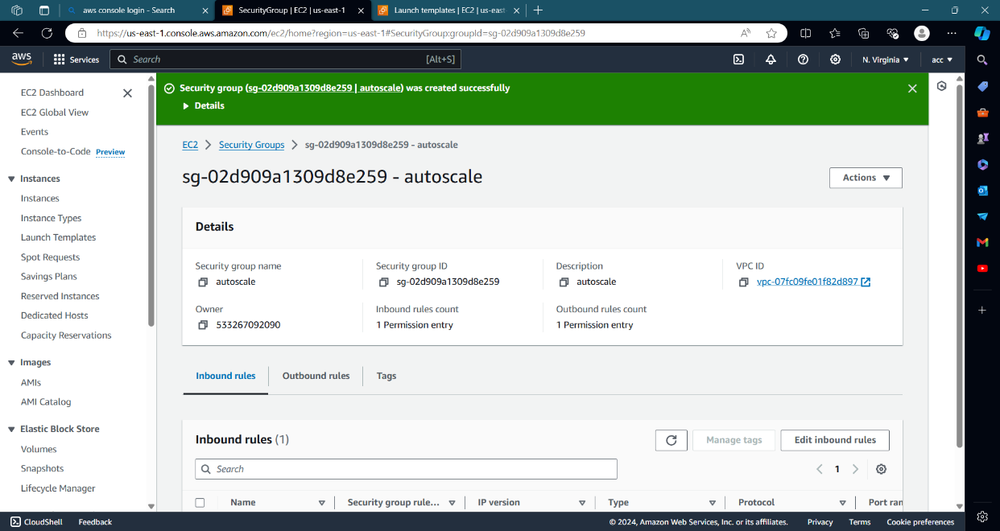 aws console login - Search
SecurityGroup | EC2 | us-east-1
Launch templates | EC2 | us-east
https://us-east-1.console.aws.amazon.com/ec2/home?region=us-east-1#SecurityGroup:groupId=sg-02d909a1309d8e259
aws
Services
Search
[Alt+S]
N. Virginia
acc
EC2 Dashboard
EC2 Global View
Events
Console-to-Code Preview
Instances
Instances
Instance Types
Launch Templates
Spot Requests
Savings Plans
Reserved Instances
Dedicated Hosts
Capacity Reservations
Images
AMIs
AMI Catalog
Elastic Block Store
Volumes
Snapshots
Lifecycle Manager
Security group (sg-02d909a1309d8e259 | autoscale) was created successfully
Details
EC2
Security Groups
sg-02d909a1309d8e259 - autoscale
sg-02d909a1309d8e259 - autoscale
Actions
Details
Security group name
autoscale
Security group ID
sg-02d909a1309d8e259
Description
autoscale
VPC ID
vpc-07fc09fe01f82d897
Owner
533267092090
Inbound rules count
1 Permission entry
Outbound rules count
1 Permission entry
Inbound rules
Outbound rules
Tags
Inbound rules (1)
Manage tags
Edit inbound rules
Search
1
Name
Security group rule...
IP version
Type
Protocol
Port ran
CloudShell
Feedback
© 2024, Amazon Web Services, Inc. or its affiliates.
Privacy
Terms
Cookie preferences